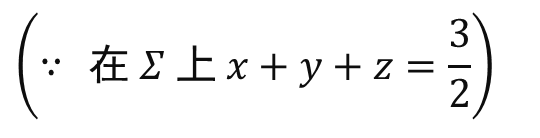 (∵ 在 Σ 上 x + y + z = 3/2)